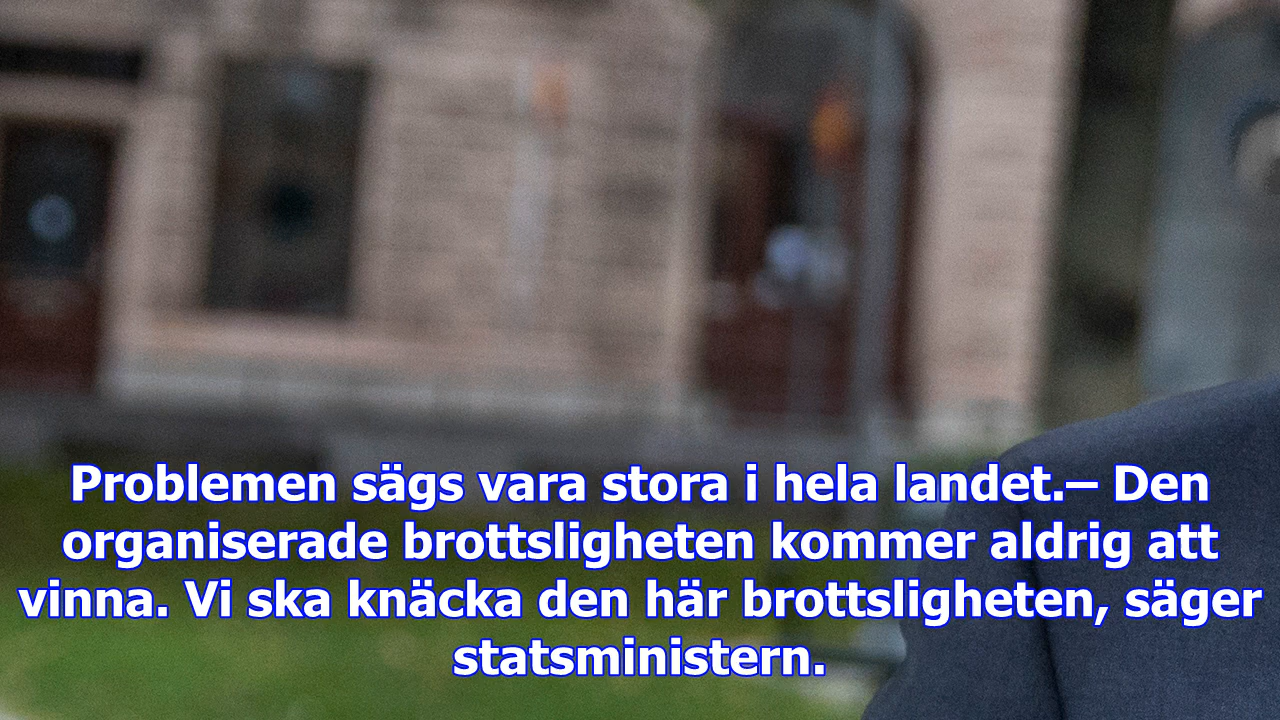 Problemen sägs vara stora i hela landet.– Den
organiserade brottsligheten kommer aldrig att
vinna. Vi ska knäcka den här brottsligheten, säger
statsministern.